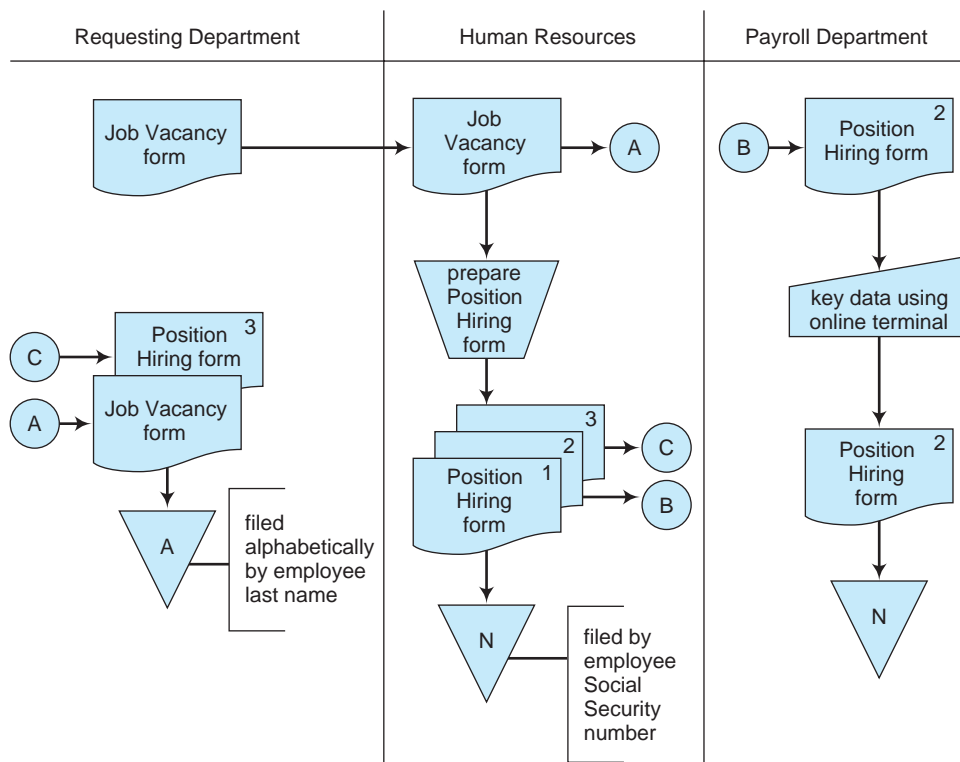 Requesting Department
Human Resources
Payroll Department
Job Vacancy
form
Job
Vacancy
form
A
B
2
Position
Hiring form
prepare
Position
Hiring
form
key data using
online terminal
C
3
Position
Hiring form
A
Job Vacancy
form
3
2
1
Position
Hiring
form
C
B
2
Position
Hiring
form
A
filed
alphabetically
by employee
last name
N
filed by
employee
Social
Security
number
N